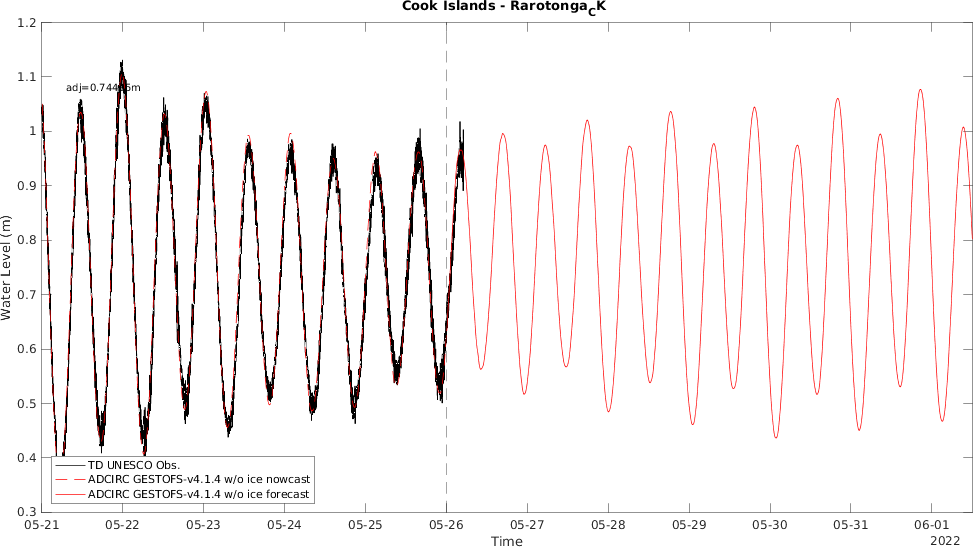 Cook Islands - Rarotonga_CK
1.2
1.1
1
0.9
0.8
0.7
0.6
0.5
0.4
0.3
Water Level (m)
TD UNESCO Obs.
ADCIRC GESTOFS-v4.1.4 w/o ice nowcast
ADCIRC GESTOFS-v4.1.4 w/o ice forecast
05-21 05-22 05-23 05-24 05-25 05-26 05-27 05-28 05-29 05-30 05-31 06-01
Time
2022